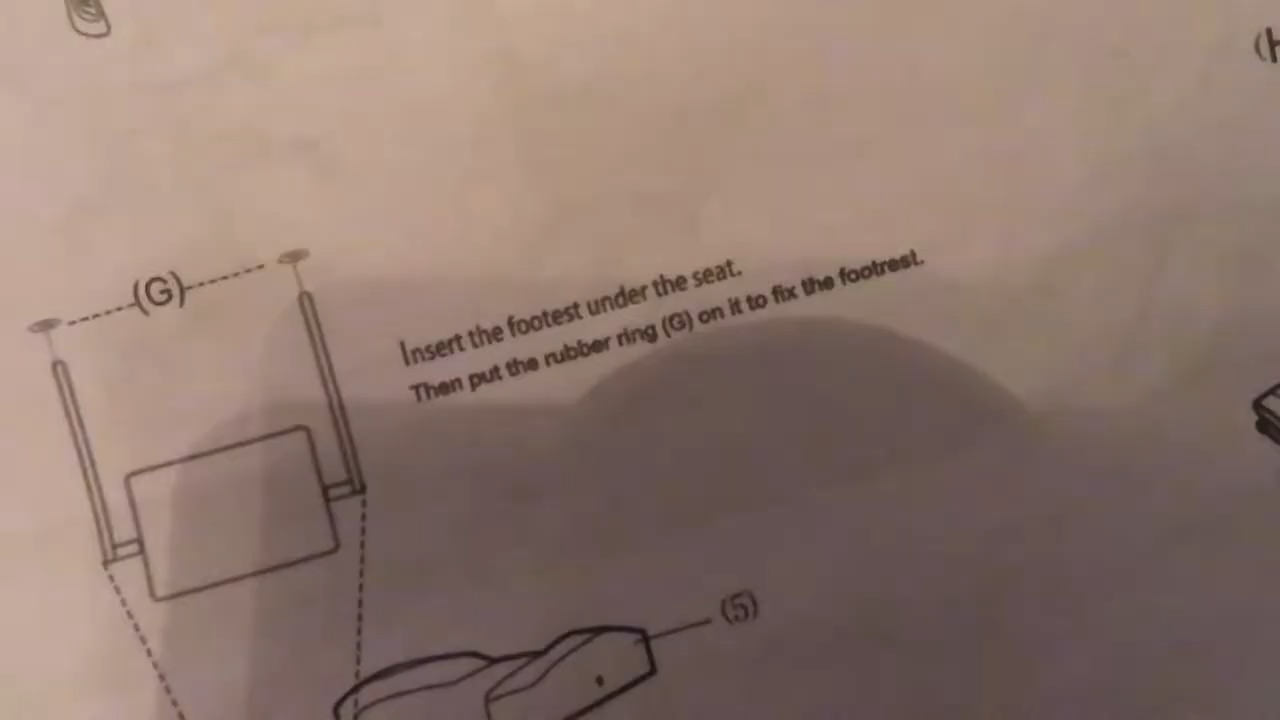 (G)
Insert the footest under the seat.
Then put the rubber ring (G) on it to fix the footrest.
(5)